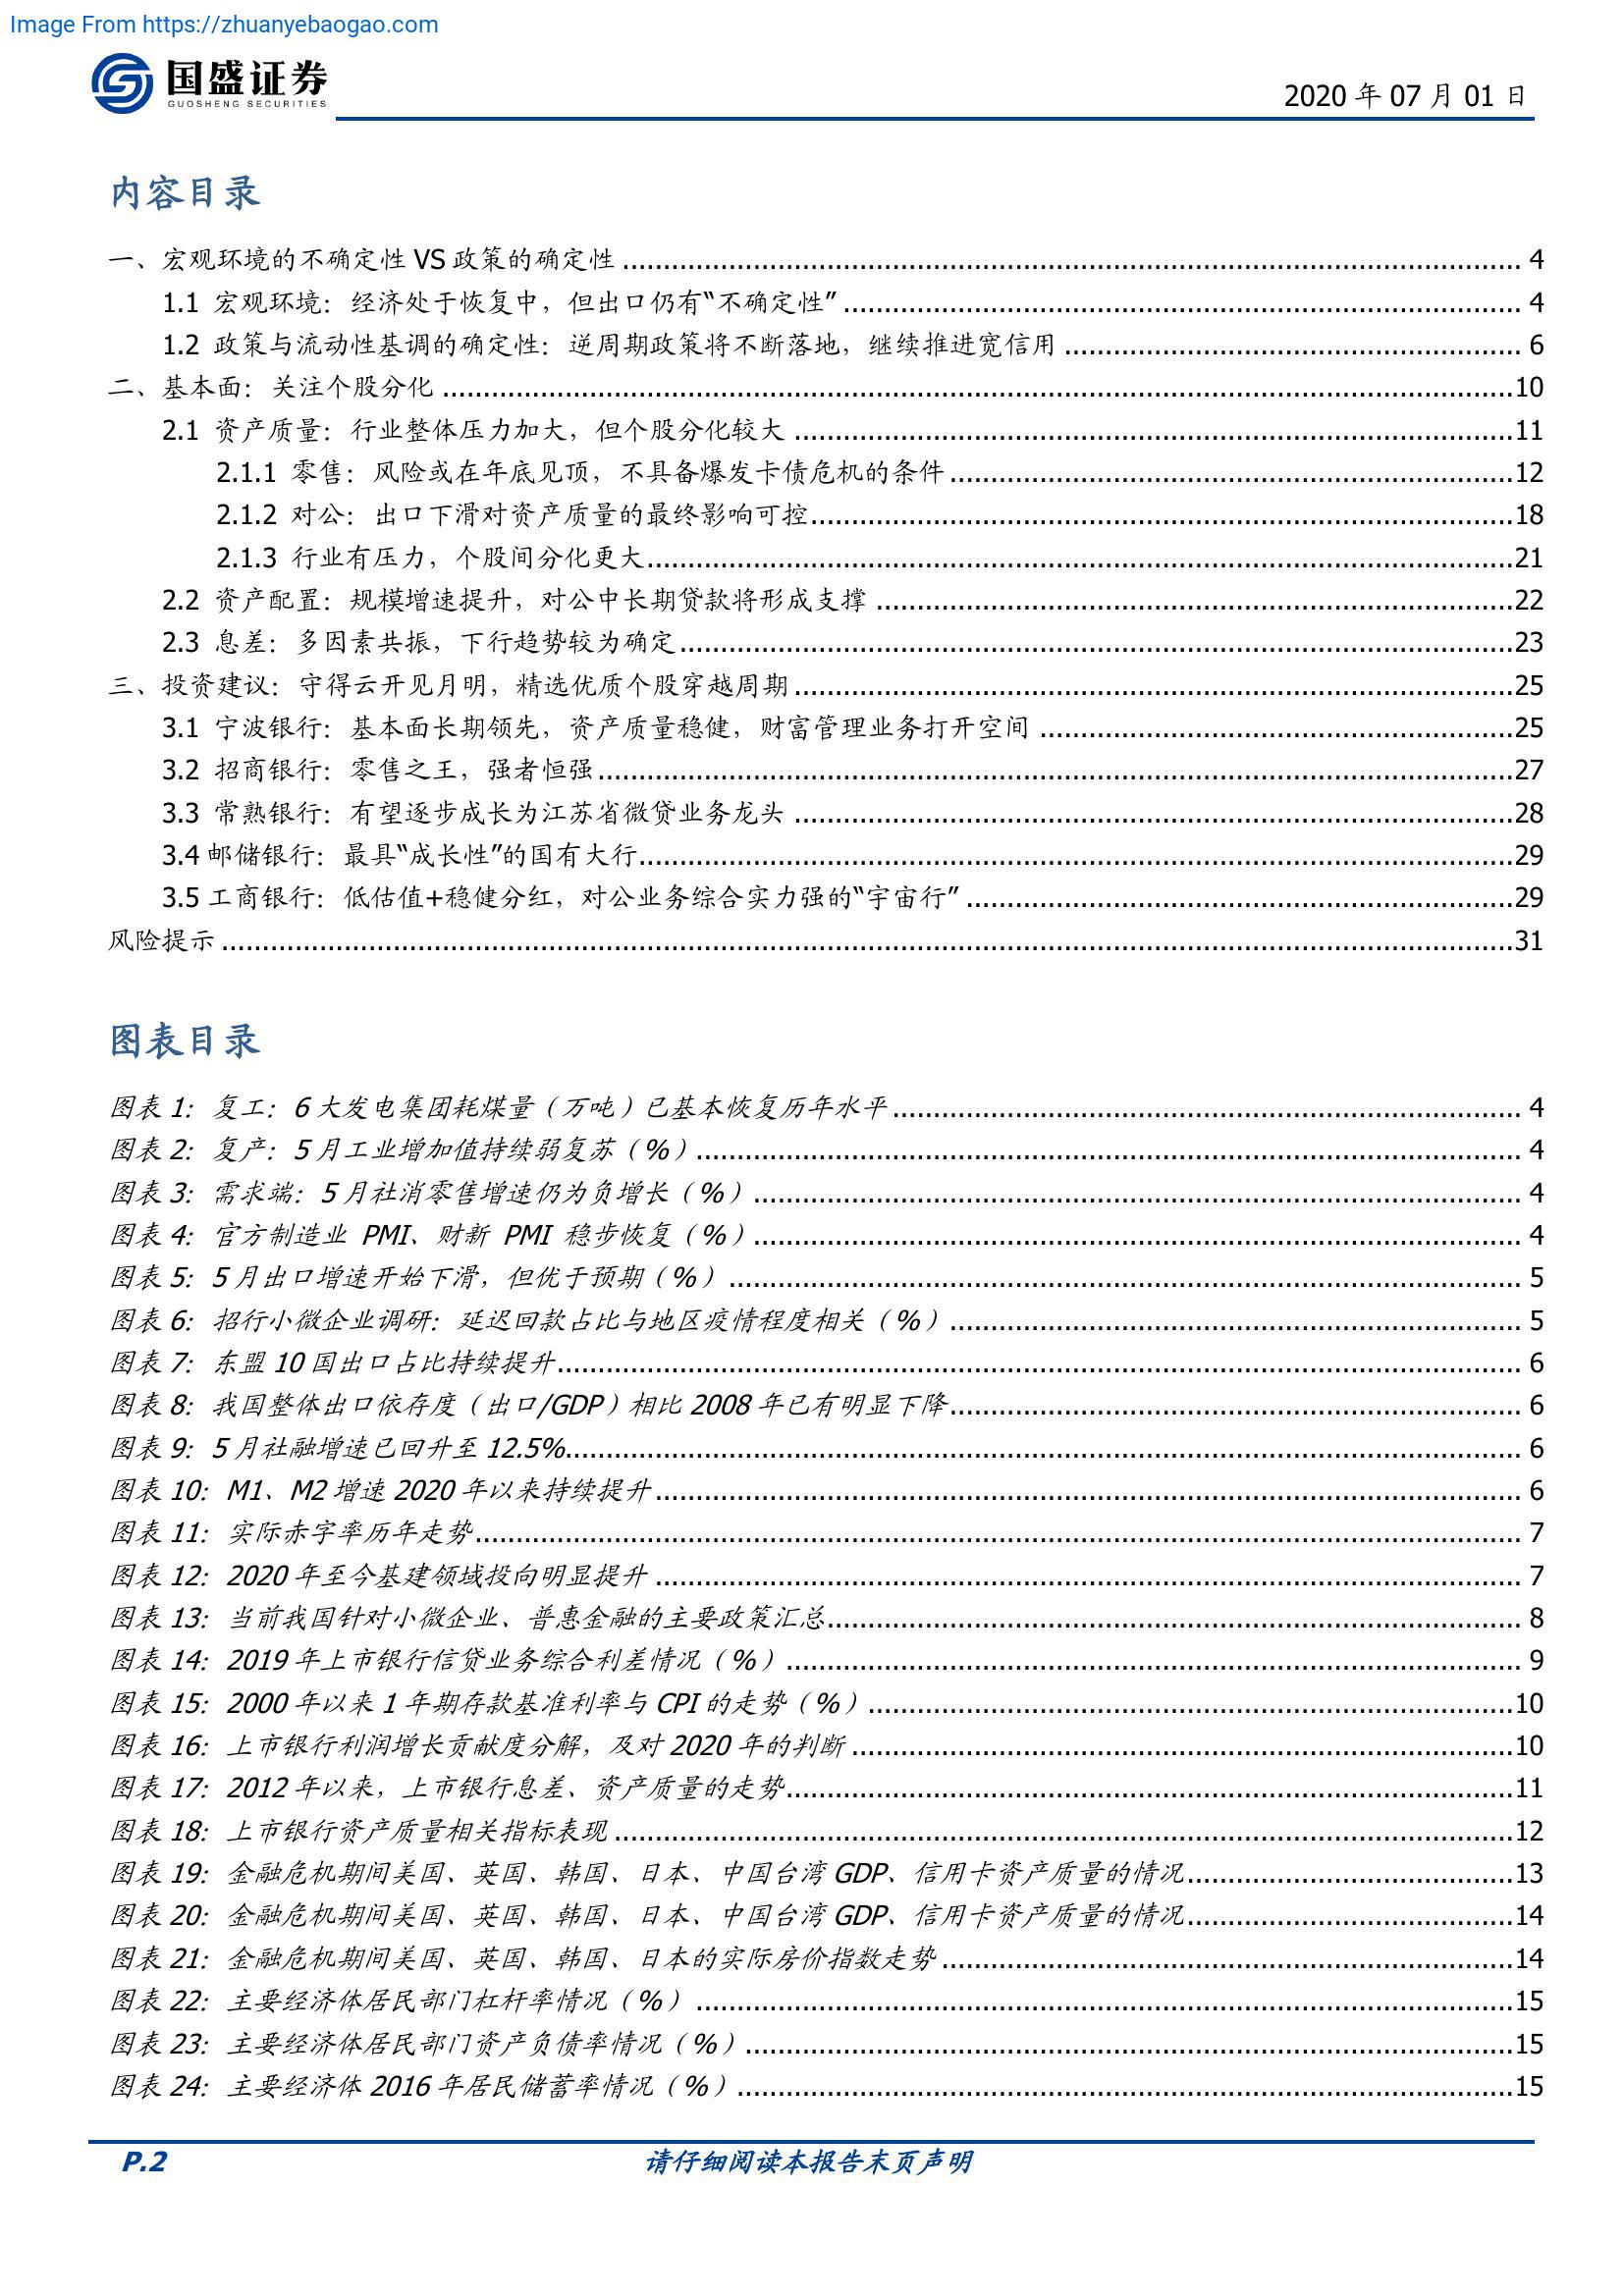 Image From https://zhuanyebaogao.com
国盛证券
GUOSHENG SECURITIES
2020 年 07 月 01 日
内容目录
一、宏观环境的不确定性 VS 政策的确定性 4
1.1 宏观环境：经济处于恢复中，但出口仍有“不确定性” 4
1.2 政策与流动性基调的确定性：逆周期政策将不断落地，继续推进宽信用 6
二、基本面：关注个股分化 10
2.1 资产质量：行业整体压力加大，但个股分化较大 11
2.1.1 零售：风险或在年底见顶，不具备爆发卡债危机的条件 12
2.1.2 对公：出口下滑对资产质量的最终影响可控 18
2.1.3 行业有压力，个股间分化更大 21
2.2 资产配置：规模增速提升，对公中长期贷款将形成支撑 22
2.3 息差：多因素共振，下行趋势较为确定 23
三、投资建议：守得云开见月明，精选优质个股穿越周期 25
3.1 宁波银行：基本面长期领先，资产质量稳健，财富管理业务打开空间 25
3.2 招商银行：零售之王，强者恒强 27
3.3 常熟银行：有望逐步成长为江苏省微贷业务龙头 28
3.4 邮储银行：最具“成长性”的国有大行 29
3.5 工商银行：低估值+稳健分红，对公业务综合实力强的“宇宙行” 29
风险提示 31
图表目录
图表 1：复工：6 大发电集团耗煤量（万吨）已基本恢复历年水平 4
图表 2：复产：5 月工业增加值持续弱复苏（%） 4
图表 3：需求端：5 月社消零售增速仍为负增长（%） 4
图表 4：官方制造业 PMI、财新 PMI 稳步恢复（%） 4
图表 5：5 月出口增速开始下滑，但优于预期（%） 5
图表 6：招行小微企业调研：延迟回款占比与地区疫情程度相关（%） 5
图表 7：东盟 10 国出口占比持续提升 6
图表 8：我国整体出口依存度（出口/GDP）相比 2008 年已有明显下降 6
图表 9：5 月社融增速已回升至 12.5% 6
图表 10：M1、M2 增速 2020 年以来持续提升 6
图表 11：实际赤字率历年走势 7
图表 12：2020 年至今基建领域投向明显提升 7
图表 13：当前我国针对小微企业、普惠金融的主要政策汇总 8
图表 14：2019 年上市银行信贷业务综合利差情况（%） 9
图表 15：2000 年以来 1 年期存款基准利率与 CPI 的走势（%） 10
图表 16：上市银行利润增长贡献度分解，及对 2020 年的判断 10
图表 17：2012 年以来，上市银行息差、资产质量的走势 11
图表 18：上市银行资产质量相关指标表现 12
图表 19：金融危机期间美国、英国、韩国、日本、中国台湾 GDP、信用卡资产质量的情况 13
图表 20：金融危机期间美国、英国、韩国、日本、中国台湾 GDP、信用卡资产质量的情况 14
图表 21：金融危机期间美国、英国、韩国、日本的实际房价指数走势 14
图表 22：主要经济体居民部门杠杆率情况（%） 15
图表 23：主要经济体居民部门资产负债率情况（%） 15
图表 24：主要经济体 2016 年居民储蓄率情况（%） 15
P.2 请仔细阅读本报告末页声明